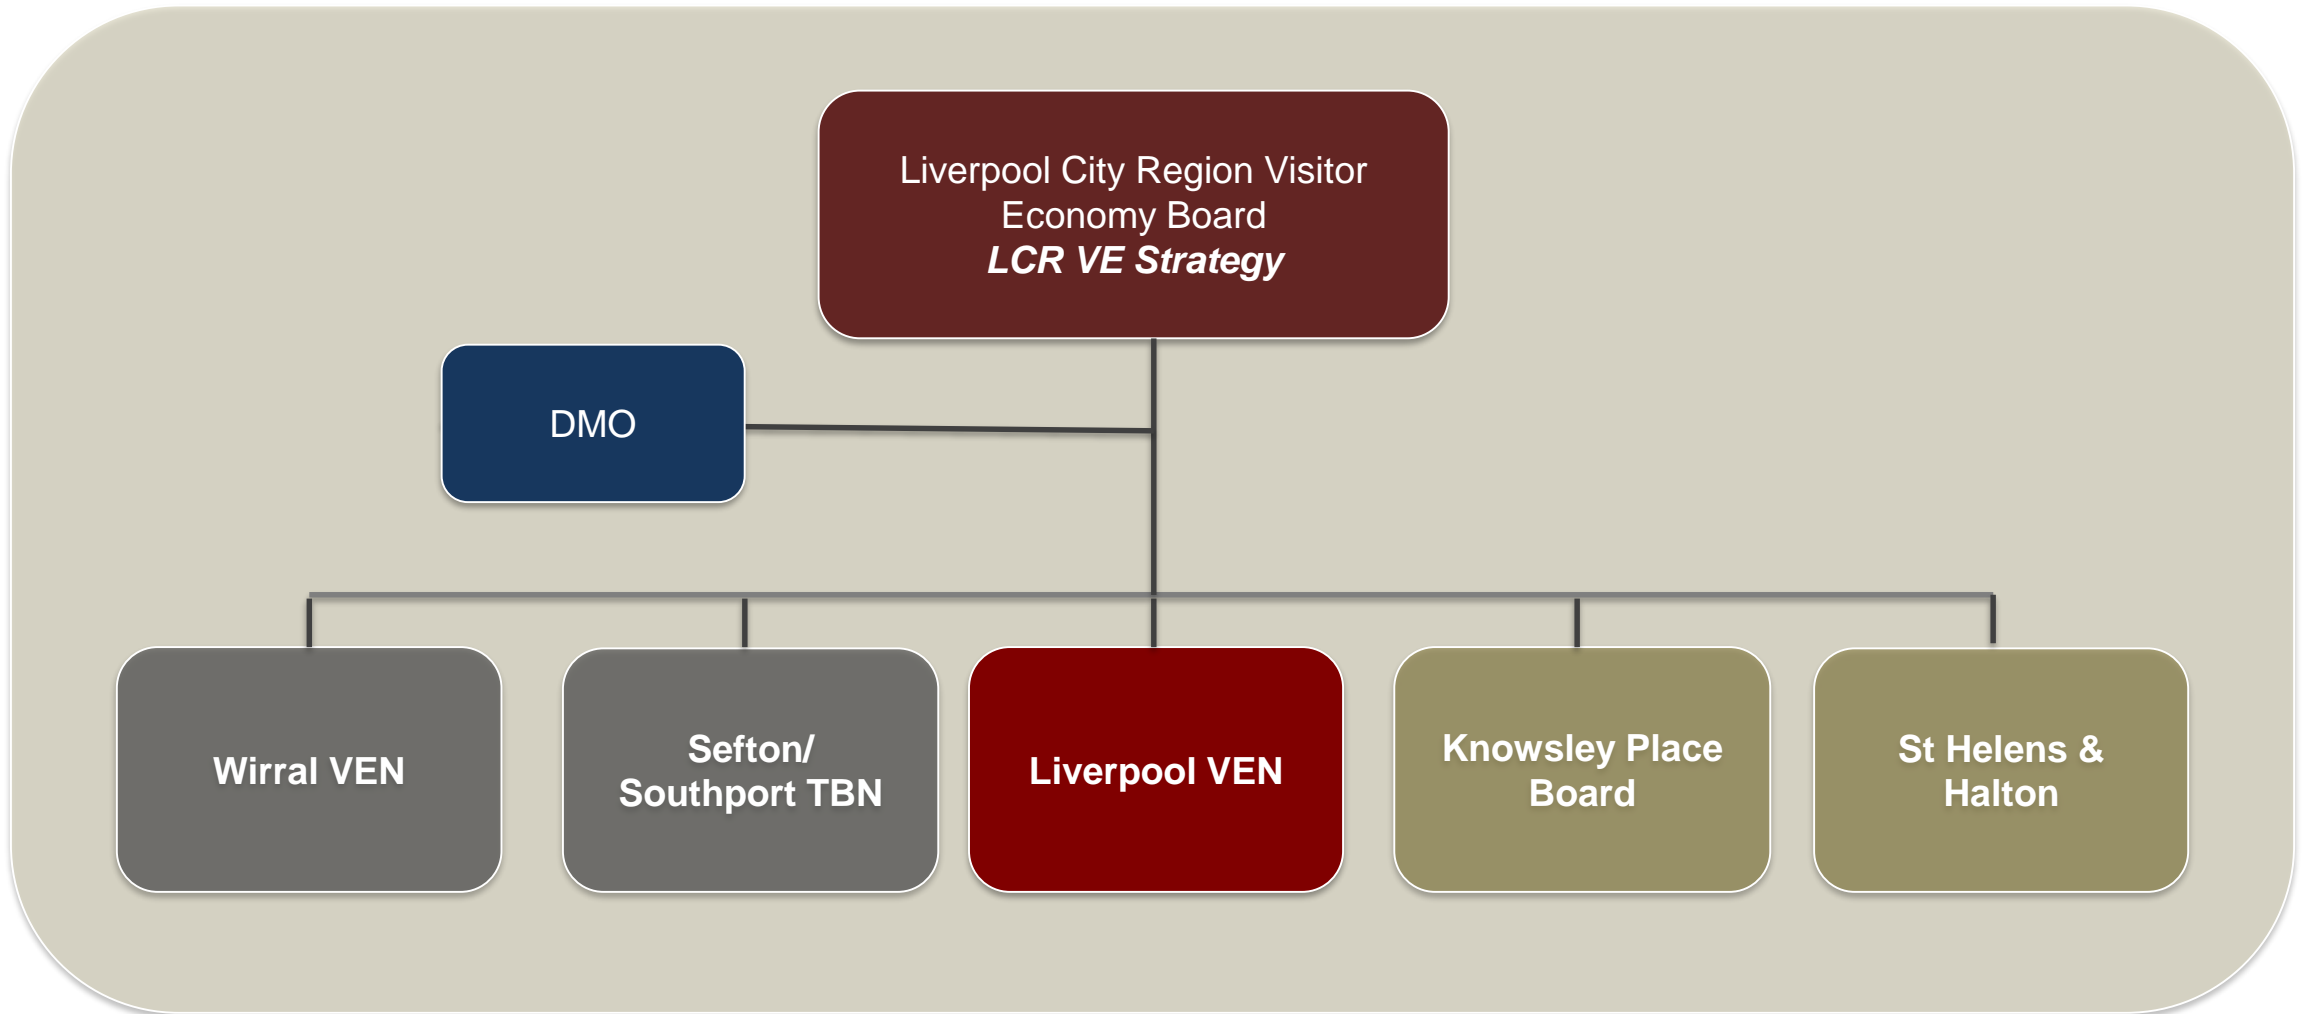 Liverpool City Region Visitor
Economy Board
LCR VE Strategy
DMO
Wirral VEN
Sefton/
Southport TBN
Liverpool VEN
Knowsley Place
Board
St Helens &
Halton